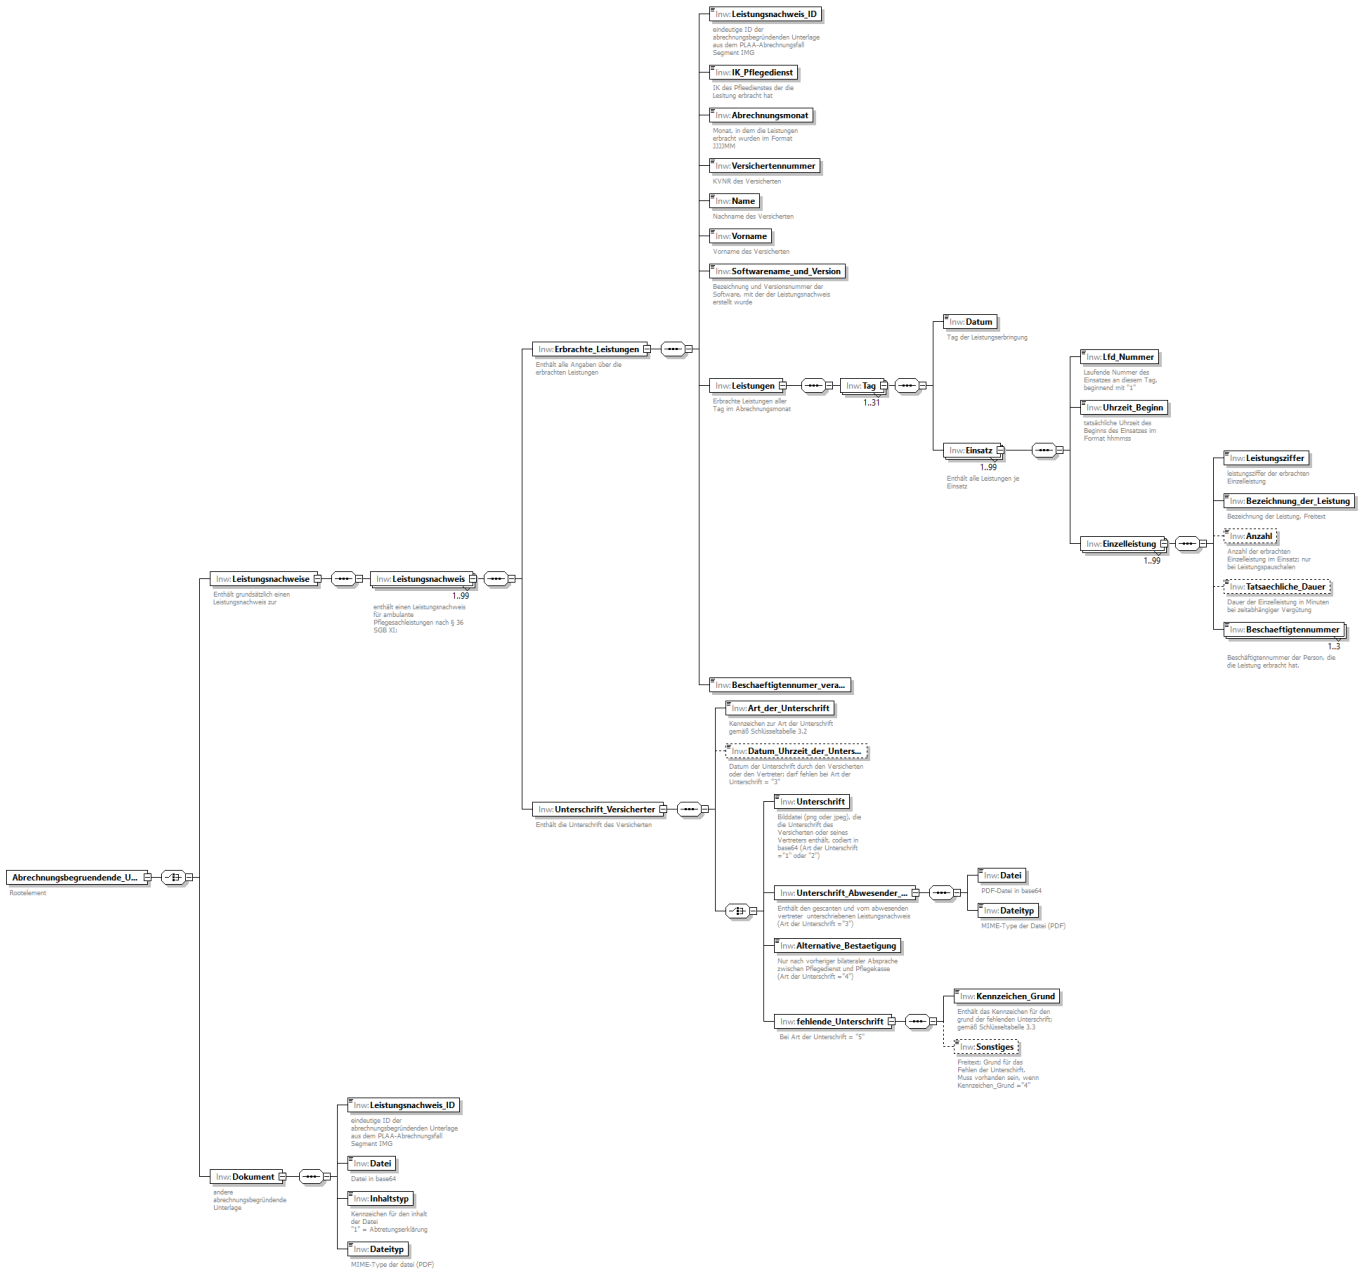 lnw:Leistungsnachweis_ID
eindeutige ID der
abrechnungsbegründenden Unterlage
aus dem PLAA-Abrechnungsfall
Segment IMG
lnw:IK_Pflegedienst
IK des Pfleedienstes der die
Lesitung erbracht hat
lnw:Abrechnungsmonat
Monat, in dem die Leistungen
erbracht wurden im Format
JJJJMM
lnw:Versichertennummer
KVNR des Versicherten
lnw:Name
Nachname des Versicherten
lnw:Vorname
Vorname des Versicherten
lnw:Softwarename_und_Version
Bezeichnung und Versionsnummer der
Software, mit der der Leistungsnachweis
erstellt wurde
lnw:Erbrachte_Leistungen
Enthält alle Angaben über die
erbrachten Leistungen
lnw:Leistungen
Erbrachte Leistungen aller
Tag im Abrechnungsmonat
lnw:Tag
1..31
lnw:Datum
Tag der Leistungserbringung
lnw:Einsatz
1..99
Enthält alle Leistungen je
Einsatz
lnw:Lfd_Nummer
Laufende Nummer des
Einsatzes an diesem Tag,
beginnend mit "1"
lnw:Uhrzeit_Beginn
tatsächliche Uhrzeit des
Beginns des Einsatzes im
Format hhmmss
lnw:Einzelleistung
1..99
lnw:Leistungsziffer
leistungsziffer der erbrachten
Einzelleistung
lnw:Bezeichnung_der_Leistung
Bezeichnung der Leistung, Freitext
lnw:Anzahl
Anzahl der erbrachten
Einzelleistung im Einsatz; nur
bei Leistungspauschalen
lnw:Tatsaechliche_Dauer
Dauer der Einzelleistung in Minuten
bei zeitabhängiger Vergütung
lnw:Beschaeftigtennummer
1..3
Beschäftigtennummer der Person, die
die Leistung erbracht hat.
lnw:Leistungsnachweise
Enthält grundsätzlich einen
Leistungsnachweis zur
lnw:Leistungsnachweis
1..99
enthält einen Leistungsnachweis
für ambulante
Pflegesachleistungen nach § 36
SGB XI;
lnw:Beschaeftigtennumer_vera...
lnw:Art_der_Unterschrift
Kennzeichen zur Art der Unterschrift
gemäß Schlüsseltabelle 3.2
lnw:Datum_Uhrzeit_der_Unters...
Datum der Unterschrift durch den Versicherten
oder den Vertreter; darf fehlen bei Art der
Unterschrift = "3"
lnw:Unterschrift_Versicherter
Enthält die Unterschrift des Versicherten
lnw:Unterschrift
Bilddatei (png oder jpeg), die
die Unterschrift des
Versicherten oder seines
Vertreters enthält, codiert in
base64 (Art der Unterschrift
="1" oder "2")
lnw:Unterschrift_Abwesender_...
Enthält den gescanten und vom abwesenden
vertreter unterschriebenen Leistungsnachweis
(Art der Unterschrift ="3")
lnw:Datei
PDF-Datei in base64
lnw:Dateityp
MIME-Type der Datei (PDF)
lnw:Alternative_Bestaetigung
Nur nach vorheriger bilateraler Absprache
zwischen Pflegedienst und Pflegekasse
(Art der Unterschrift ="4")
lnw:fehlende_Unterschrift
Bei Art der Unterschrift = "5"
lnw:Kennzeichen_Grund
Enthält das Kennzeichen für den
grund der fehlenden Unterschrift;
gemäß Schlüsseltabelle 3.3
lnw:Sonstiges
Freitext: Grund für das
Fehlen der Unterschrift.
Muss vorhanden sein, wenn
Kennzeichen_Grund ="4"
Abrechnungsbegruendende_U...
Rootelement
lnw:Dokument
andere
abrechnungsbegründende
Unterlage
lnw:Leistungsnachweis_ID
eindeutige ID der
abrechnungsbegründenden Unterlage
aus dem PLAA-Abrechnungsfall
Segment IMG
lnw:Datei
Datei in base64
lnw:Inhaltstyp
Kennzeichen für den inhalt
der Datei
"1" = Abtretungserklärung
lnw:Dateityp
MIME-Type der datei (PDF)